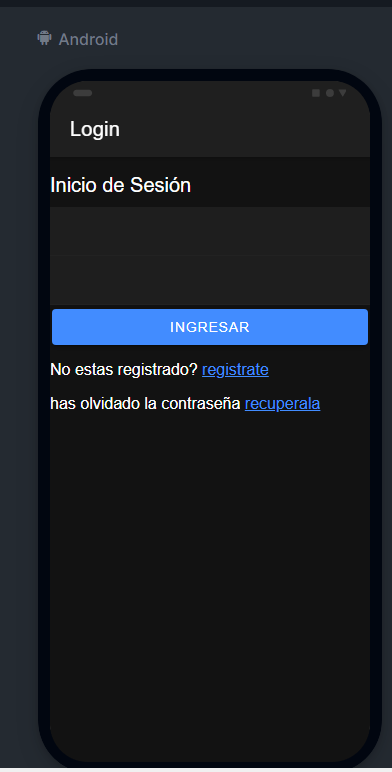 Android
Login
Inicio de Sesión
INGRESAR
No estas registrado? registrate
has olvidado la contraseña recuperala